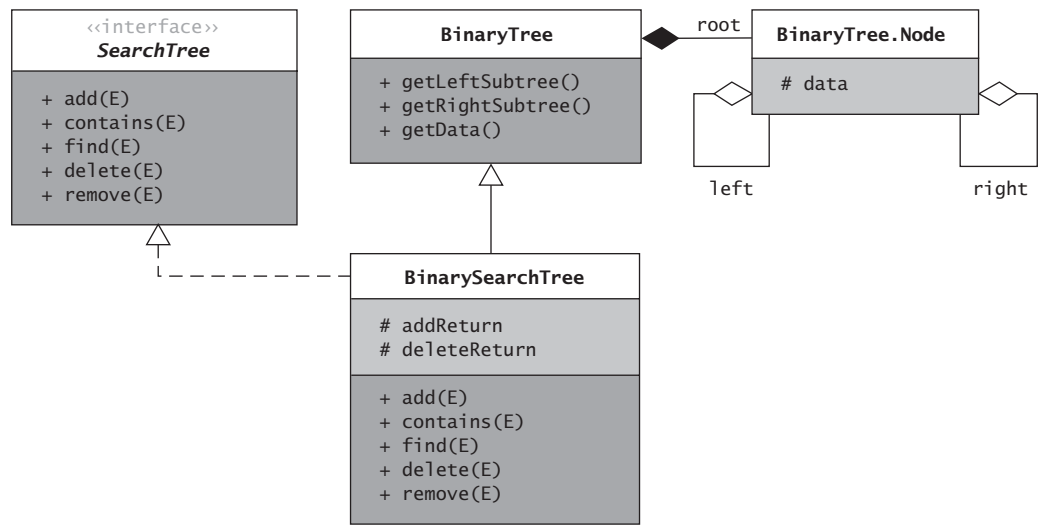 ‹‹interface››
SearchTree
+ add(E)
+ contains(E)
+ find(E)
+ delete(E)
+ remove(E)
BinaryTree
+ getLeftSubtree()
+ getRightSubtree()
+ getData()
root
BinaryTree.Node
# data
left
right
BinarySearchTree
# addReturn
# deleteReturn
+ add(E)
+ contains(E)
+ find(E)
+ delete(E)
+ remove(E)